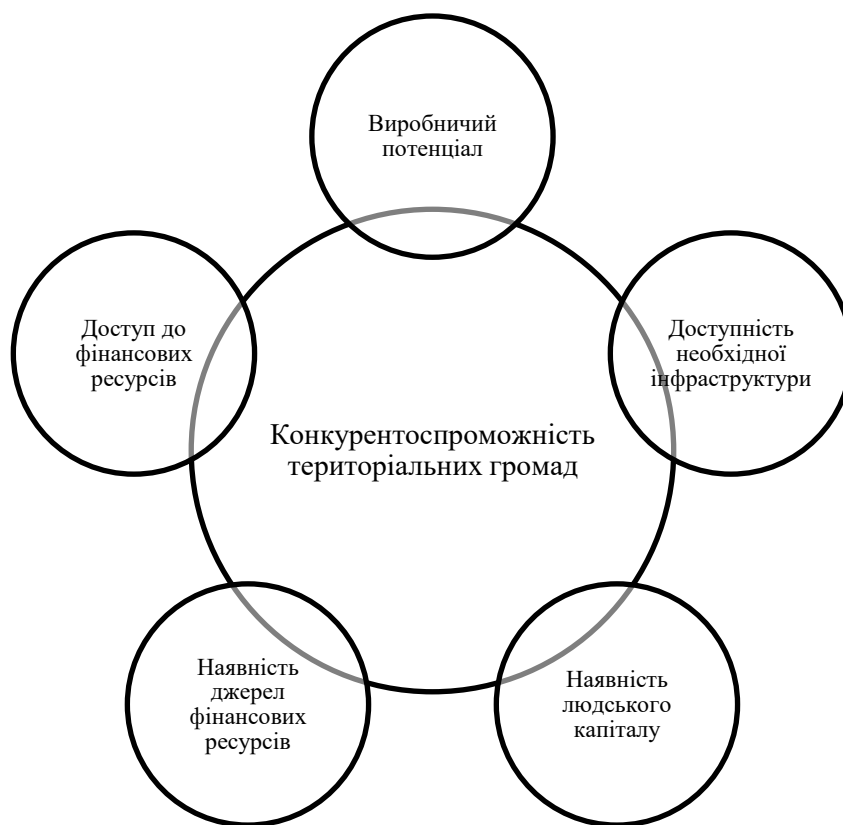 Виробничий
потенціал
Доступ до
фінансових
ресурсів
Доступність
необхідної
інфраструктури
Конкурентоспроможність
територіальних громад
Наявність
джерел
фінансових
ресурсів
Наявність
людського
капіталу